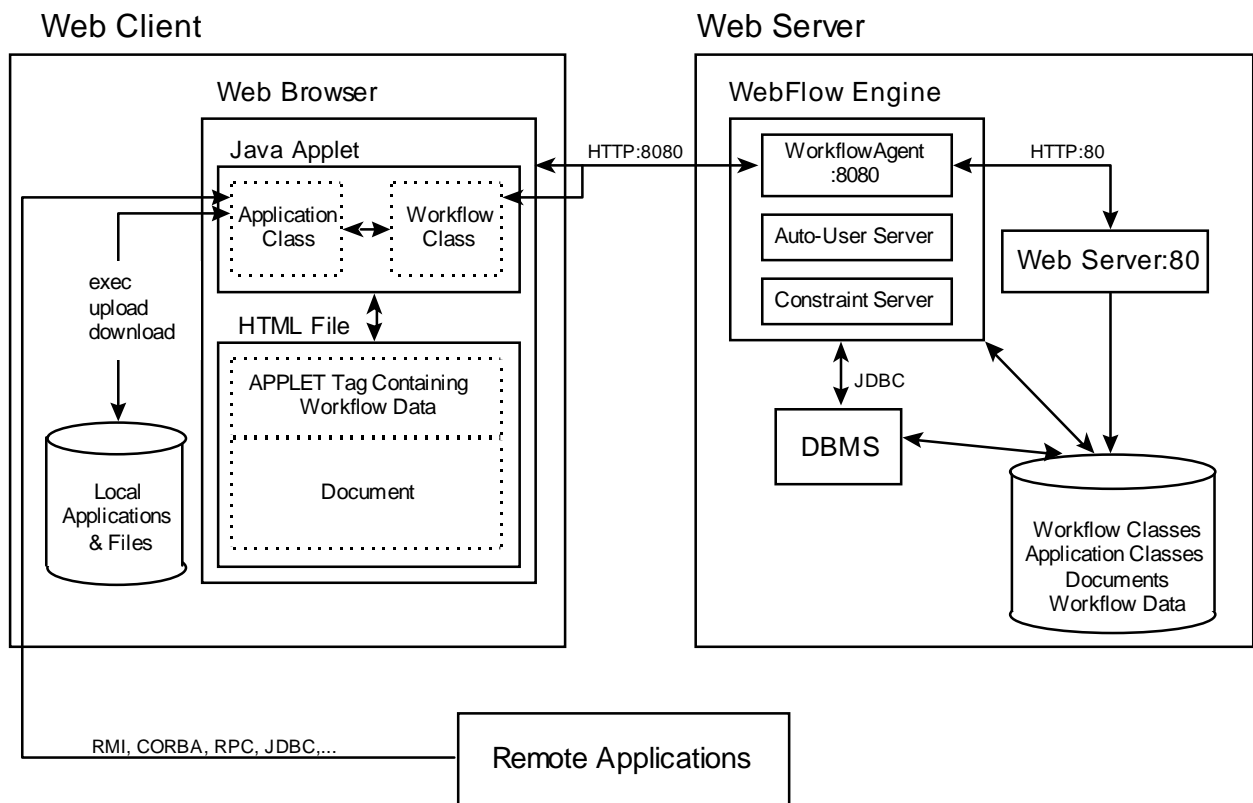 Web Client
Web Server
Web Browser
WebFlow Engine
Java Applet
HTTP:8080
WorkflowAgent
:8080
HTTP:80
Application
Class
Workflow
Class
Auto-User Server
Web Server:80
exec
upload
download
Constraint Server
HTML File
JDBC
APPLET Tag Containing
Workflow Data
DBMS
Document
Local
Applications
& Files
Workflow Classes
Application Classes
Documents
Workflow Data
RMI, CORBA, RPC, JDBC,...
Remote Applications